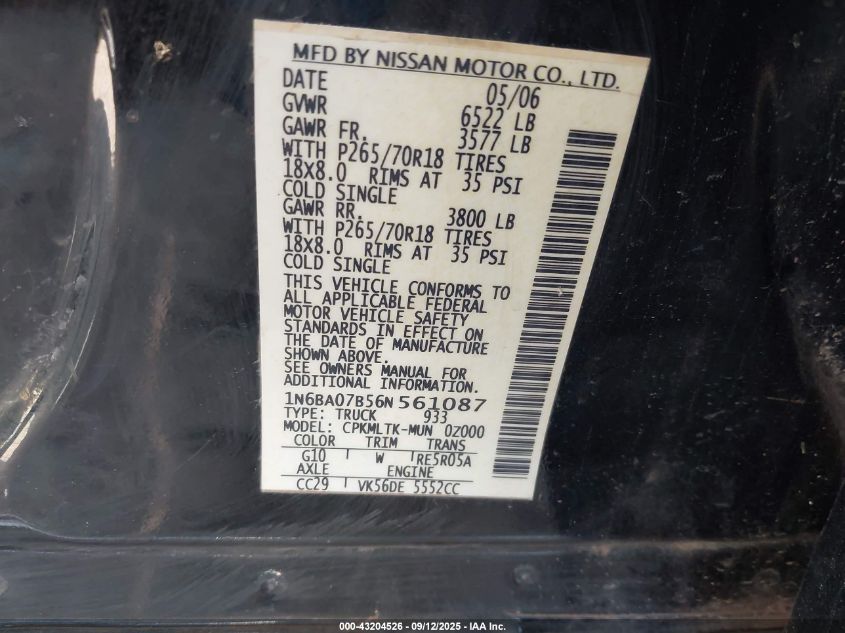 MFD BY NISSAN MOTOR CO., LTD.
DATE 05/06
GVWR 6522 LB
GAWR FR. 3577 LB
WITH P265/70R18 TIRES
18X8.0 RIMS AT 35 PSI
COLD SINGLE
GAWR RR. 3800 LB
WITH P265/70R18 TIRES
18X8.0 RIMS AT 35 PSI
COLD SINGLE
THIS VEHICLE CONFORMS TO
ALL APPLICABLE FEDERAL
MOTOR VEHICLE SAFETY
STANDARDS IN EFFECT ON
THE DATE OF MANUFACTURE
SHOWN ABOVE.
SEE OWNERS MANUAL FOR
ADDITIONAL INFORMATION.
1N6BA07B56N561087
TYPE: TRUCK 933
MODEL: CPKMLTK-MUN 0Z000
COLOR TRIM TRANS
G10 W RE5R05A
AXLE ENGINE
CC29 VK56DE 5552CC
000-43204526 - 09/12/2025 - IAA Inc.